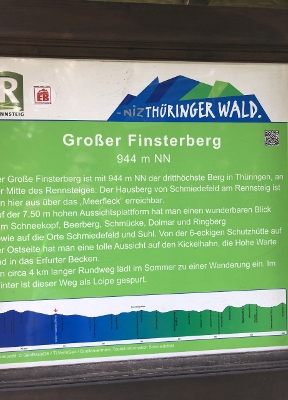 R
NNSTEIG
THÜRINGER WALD.
Großer Finsterberg
944 m NN
er Große Finsterberg ist mit 944 m NN der dritthöchste Berg in Thüringen, an
er Mitte des Rennsteiges. Der Hausberg von Schmiedefeld am Rennsteig ist
n hier aus über das „Meerfleck" erreichbar.
uf der 7.50 m hohen Aussichtsplattform hat man einen wunderbaren Blick
m Schneekopf, Beerberg, Schmücke, Dolmar und Ringberg
owie auf die Orte Schmiedefeld und Suhl. Von der 6-eckigen Schutzhütte auf
r Ostseite hat man eine tolle Aussicht auf den Kickelhahn, die Hohe Warte
nd in das Erfurter Becken.
n circa 4 km langer Rundweg lädt im Sommer zu einer Wanderung ein. Im
inter ist dieser Weg als Loipe gespurt.